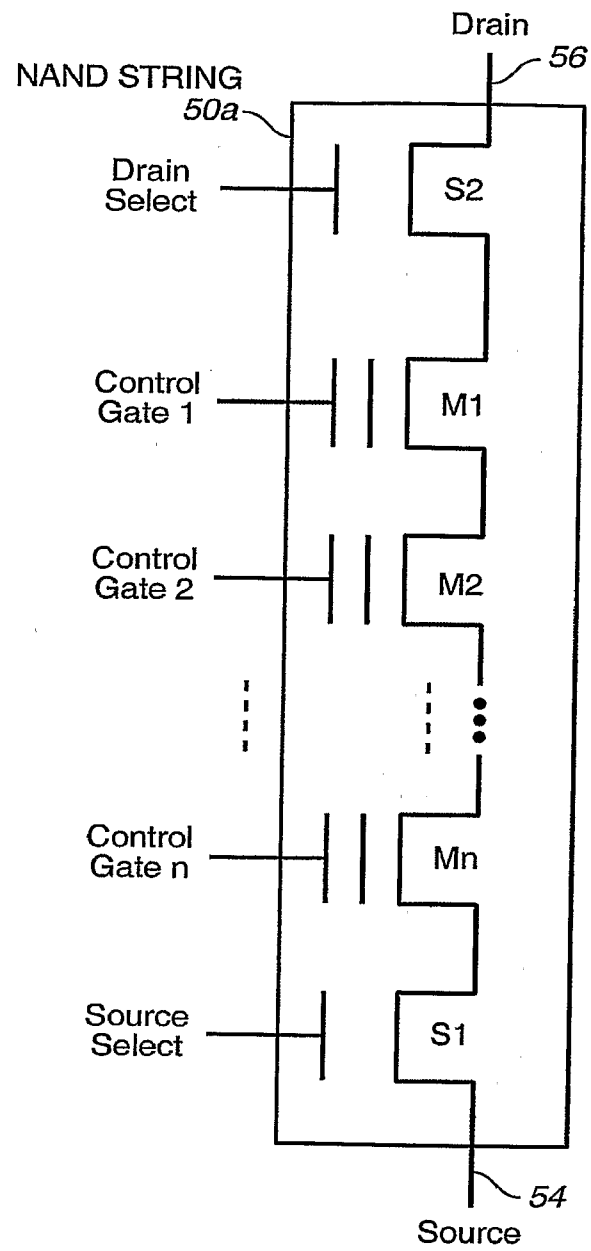 Drain
56
NAND STRING
50a
Drain
Select
S2
Control
Gate 1
M1
Control
Gate 2
M2
Control
Gate n
Mn
Source
Select
S1
54
Source